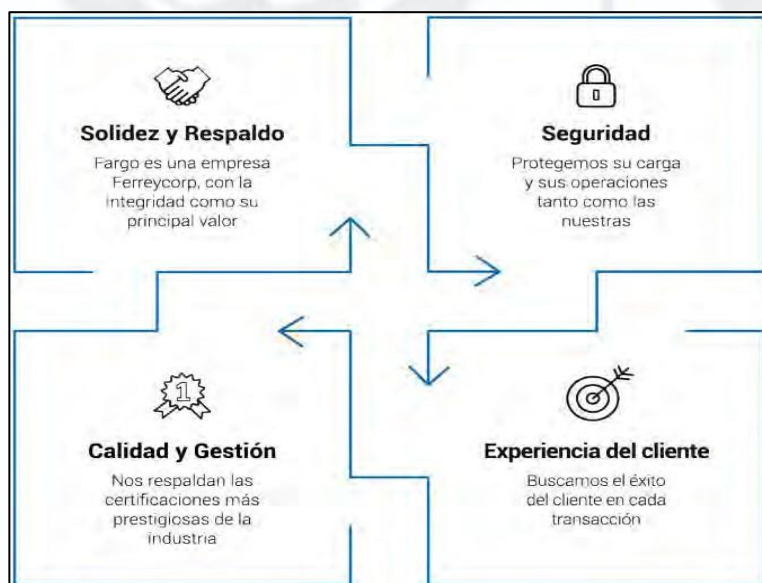 Solidez y Respaldo
Fargo es una empresa
Ferreycorp, con la
integridad como su
principal valor
Seguridad
Protegemos su carga
y sus operaciones
tanto como las
nuestras
1
Calidad y Gestión
Nos respaldan las
certificaciones más
prestigiosas de la
industria
Experiencia del cliente
Buscamos el éxito
del cliente en cada
transacción